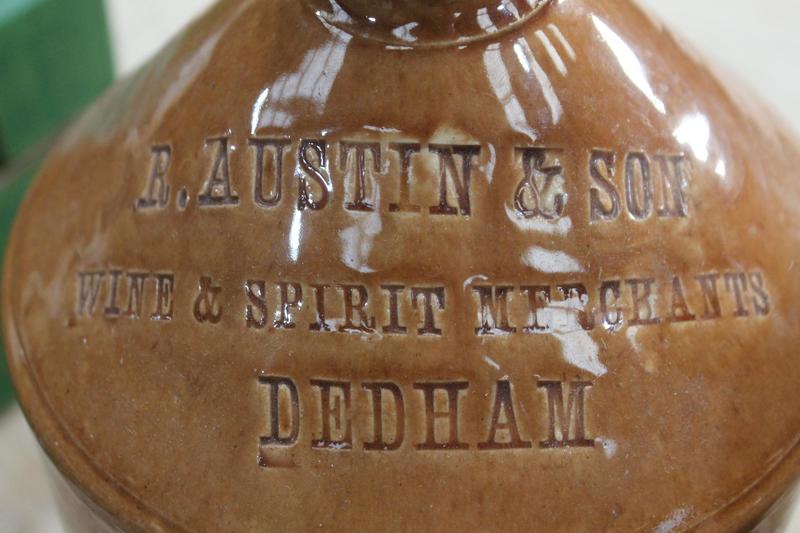 R. AUSTIN & SON
WINE & SPIRIT MERCHANTS
DEDHAM